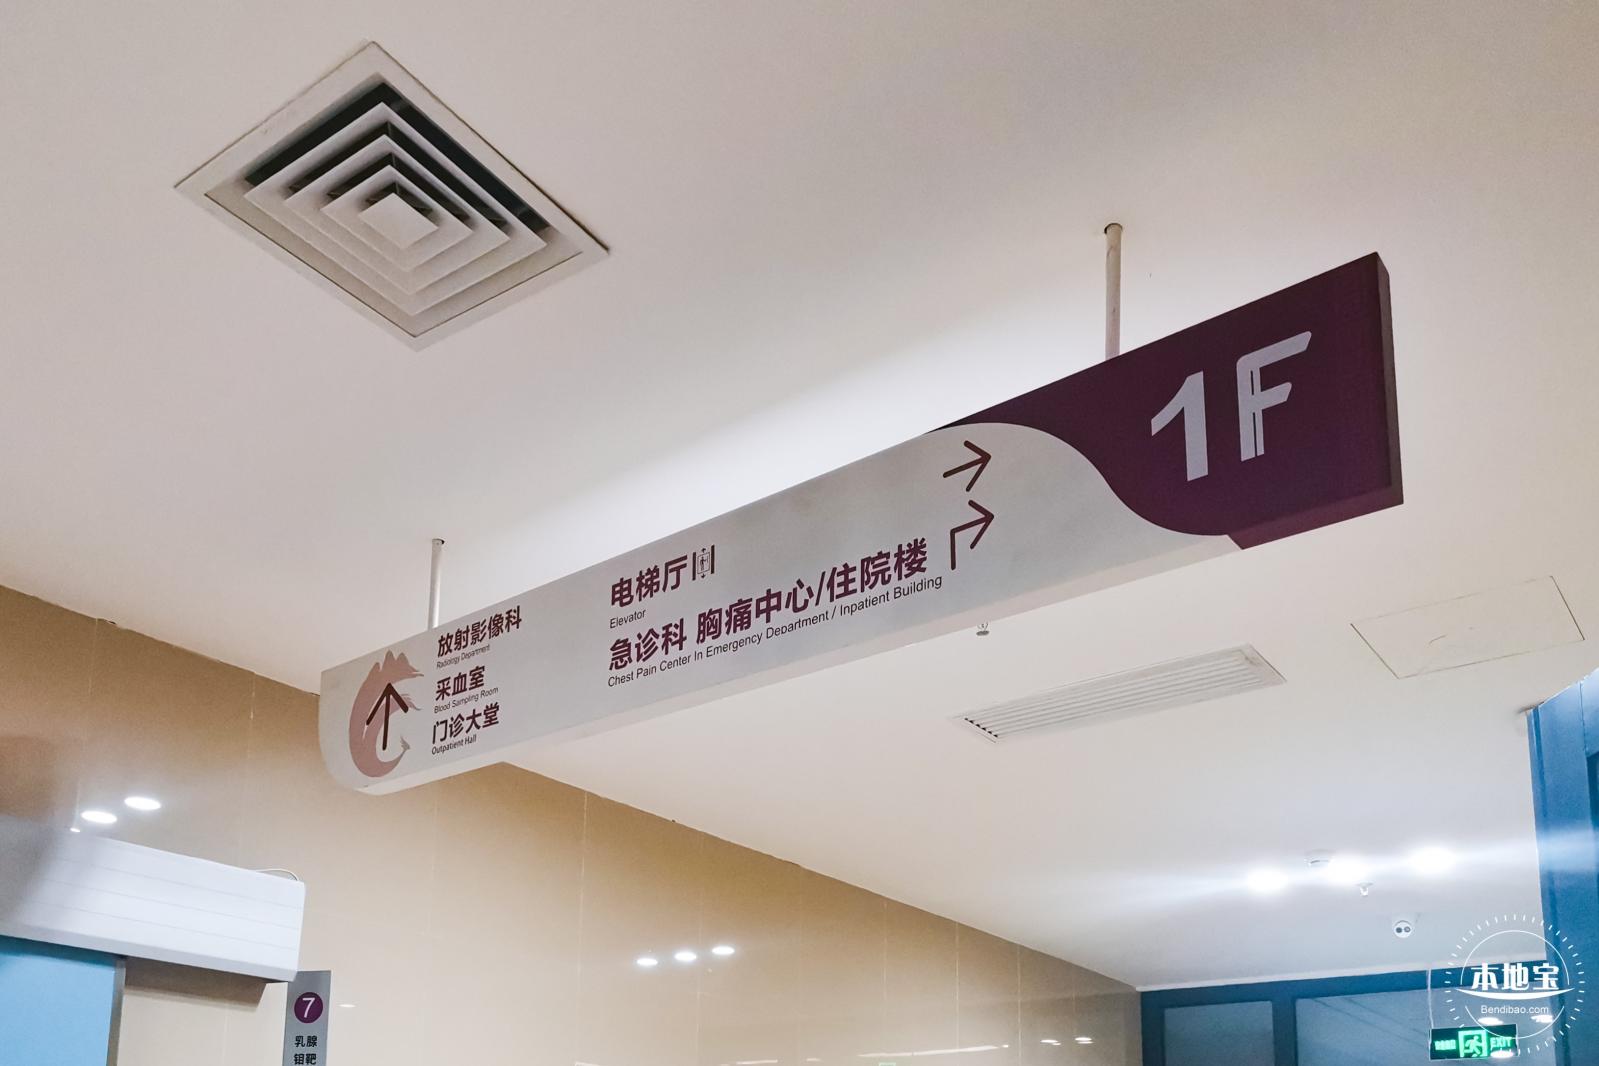 1F
电梯厅
Elevator
急诊科 胸痛中心/住院楼
Chest Pain Center In Emergency Department / Inpatient Building
放射影像科
Radiology Department
采血室
Blood Sampling Room
门诊大堂
Outpatient Hall
7
乳腺
钼靶
本地宝
Bendibao.com
EXIT